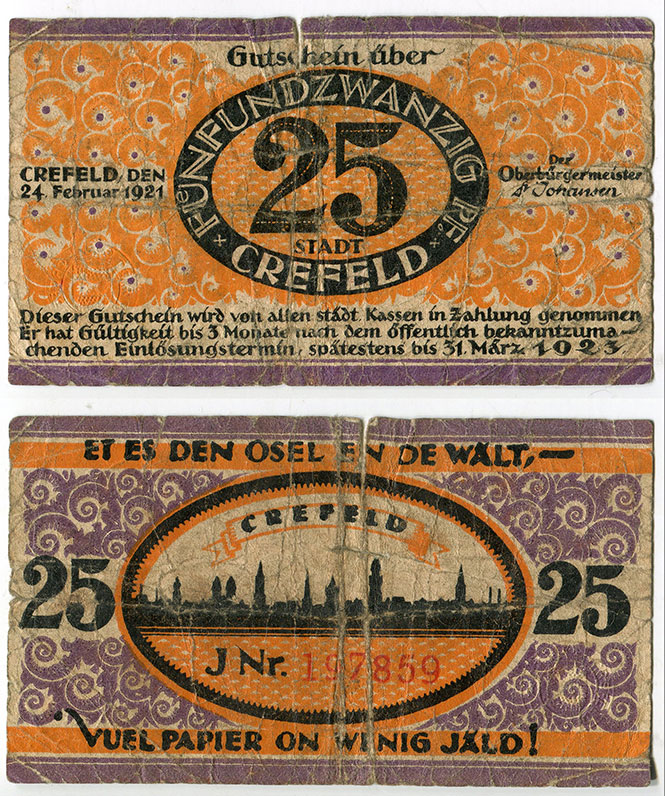 Gutschein über
FÜNFUNDZWANZIG PF.
25
STADT
CREFELD
CREFELD, DEN
24. Februar 1921
Der
Oberbürgermeister
Dr Johansen
Dieser Gutschein wird von allen städt. Kassen in Zahlung genommen
Er hat Gültigkeit bis 3 Monate nach dem öffentlich bekanntzuma-
chenden Einlösungstermin, spätestens bis 31. März 1923
ET ES DEN OSEL EN DE WÄLT,—
CREFELD
25
25
J Nr. 197859
VUEL PAPIER ON WENIG JÄLD!